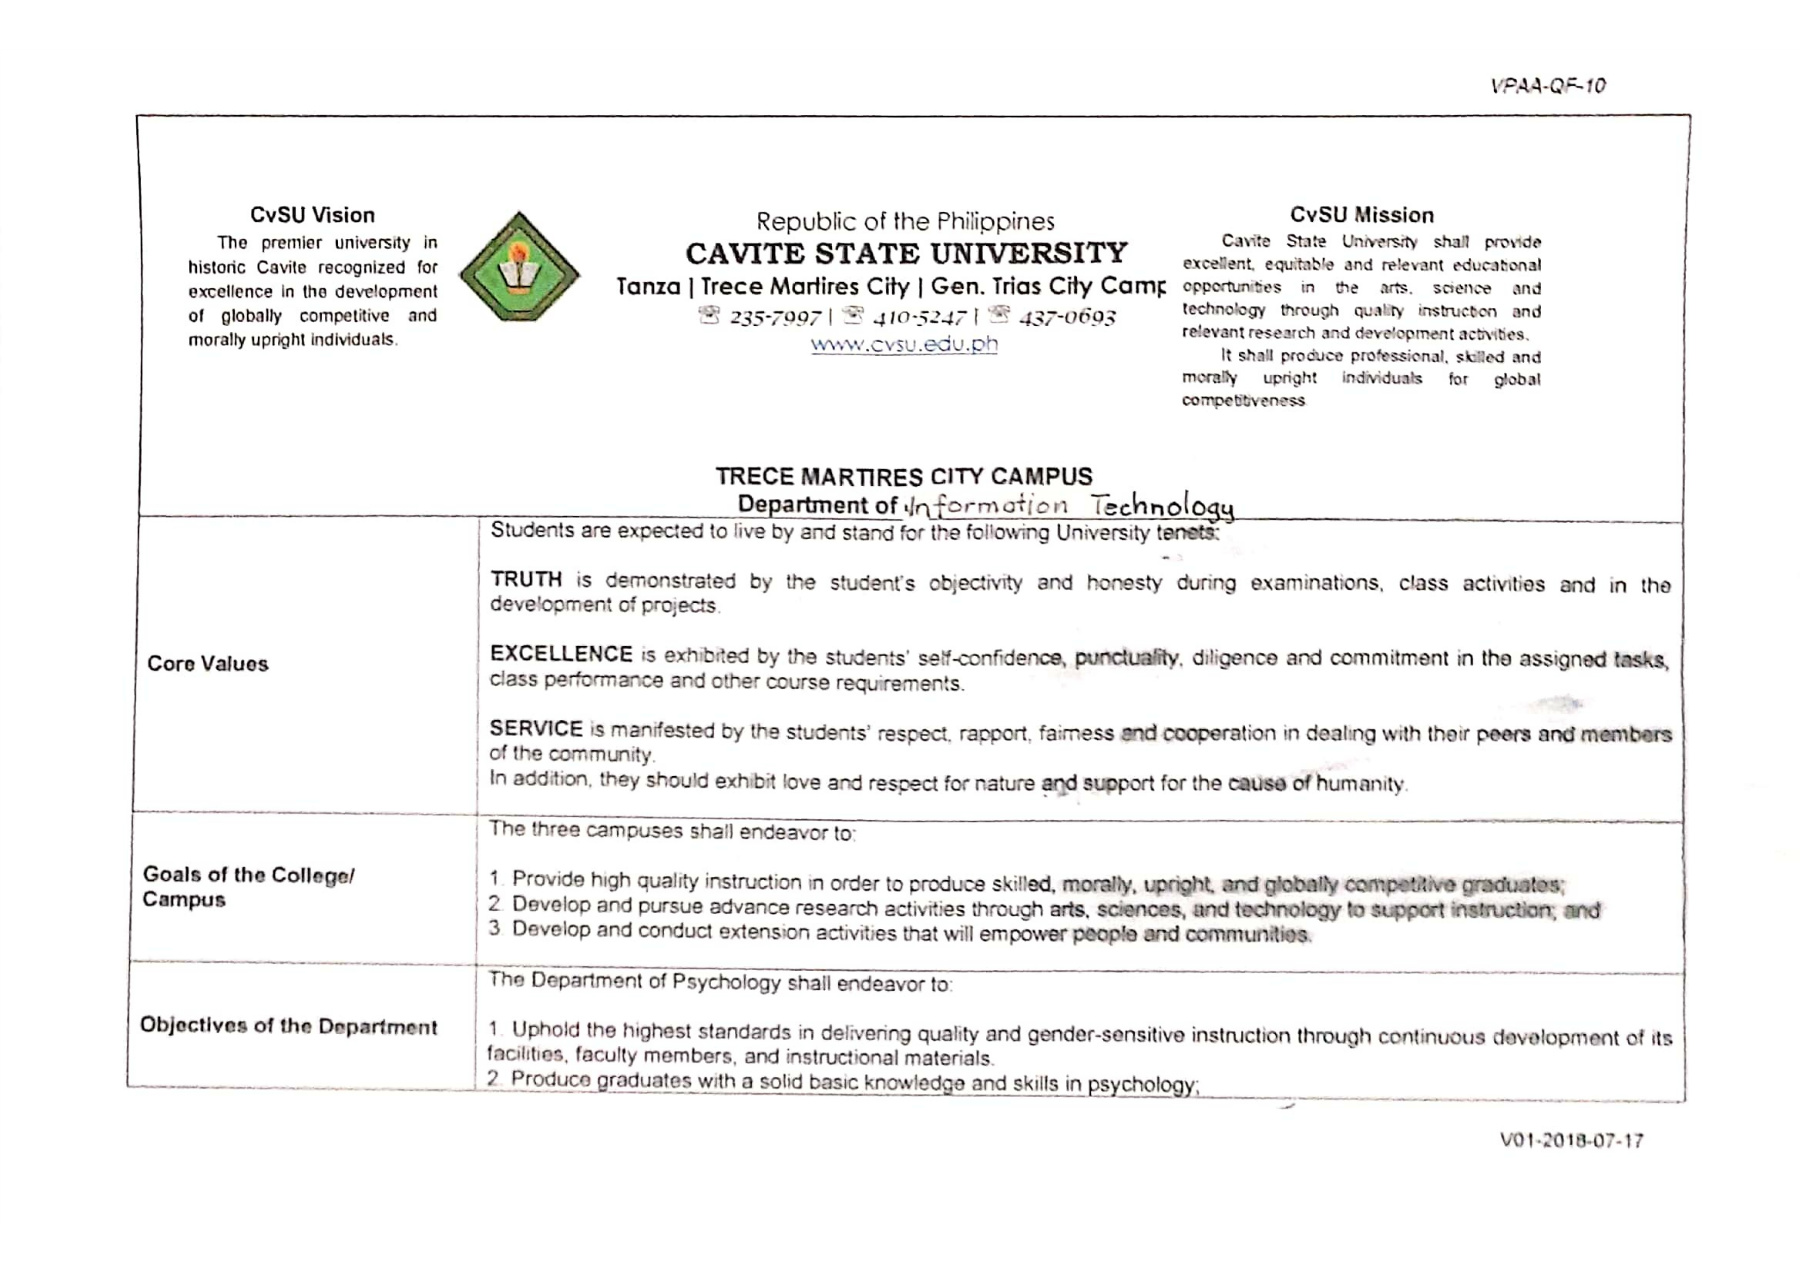 VPAA-QF-10
CvSU Vision
The premier university in
historic Cavite recognized for
excellence in the development
of globally competitive and
morally upright individuals.
Republic of the Philippines
CAVITE STATE UNIVERSITY
Tanza | Trece Martires City | Gen. Trias City Camp
☏ 235-7997 | ☏ 410-5247 | ☏ 437-0693
www.cvsu.edu.ph
CvSU Mission
Cavite State University shall provide
excellent, equitable and relevant educational
opportunities in the arts, science and
technology through quality instruction and
relevant research and development activities.
It shall produce professional, skilled and
morally upright individuals for global
competitiveness
TRECE MARTIRES CITY CAMPUS
Department of Information Technology
Core Values
Students are expected to live by and stand for the following University tenets:
TRUTH is demonstrated by the student's objectivity and honesty during examinations, class activities and in the
development of projects.
EXCELLENCE is exhibited by the students' self-confidence, punctuality, diligence and commitment in the assigned tasks,
class performance and other course requirements.
SERVICE is manifested by the students' respect, rapport, fairness and cooperation in dealing with their peers and members
of the community.
In addition, they should exhibit love and respect for nature and support for the cause of humanity.
Goals of the College/
Campus
The three campuses shall endeavor to:
1. Provide high quality instruction in order to produce skilled, morally, upright, and globally competitive graduates;
2 Develop and pursue advance research activities through arts, sciences, and technology to support instruction; and
3. Develop and conduct extension activities that will empower people and communities.
Objectives of the Department
The Department of Psychology shall endeavor to:
1. Uphold the highest standards in delivering quality and gender-sensitive instruction through continuous development of its
facilities, faculty members, and instructional materials.
2. Produce graduates with a solid basic knowledge and skills in psychology;
V01-2018-07-17